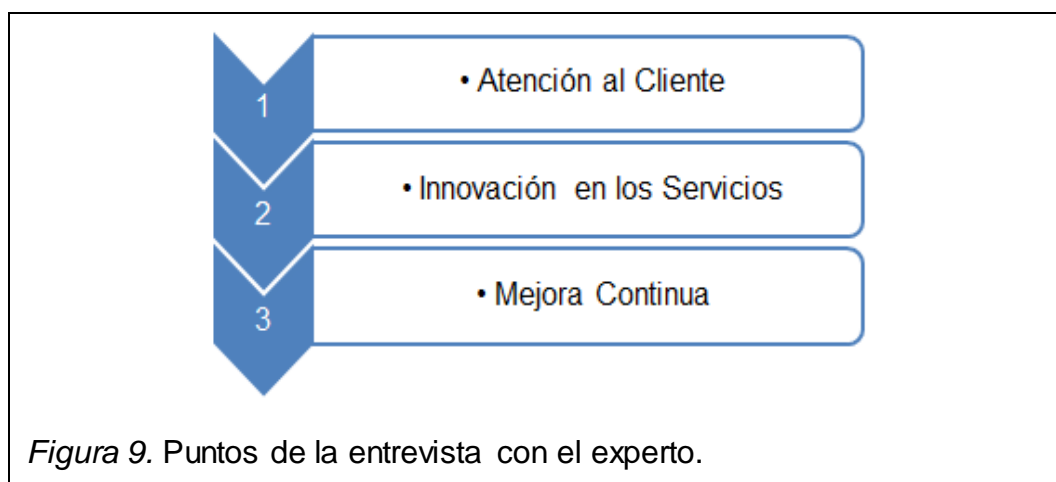 1
• Atención al Cliente
2
• Innovación en los Servicios
3
• Mejora Continua
Figura 9. Puntos de la entrevista con el experto.